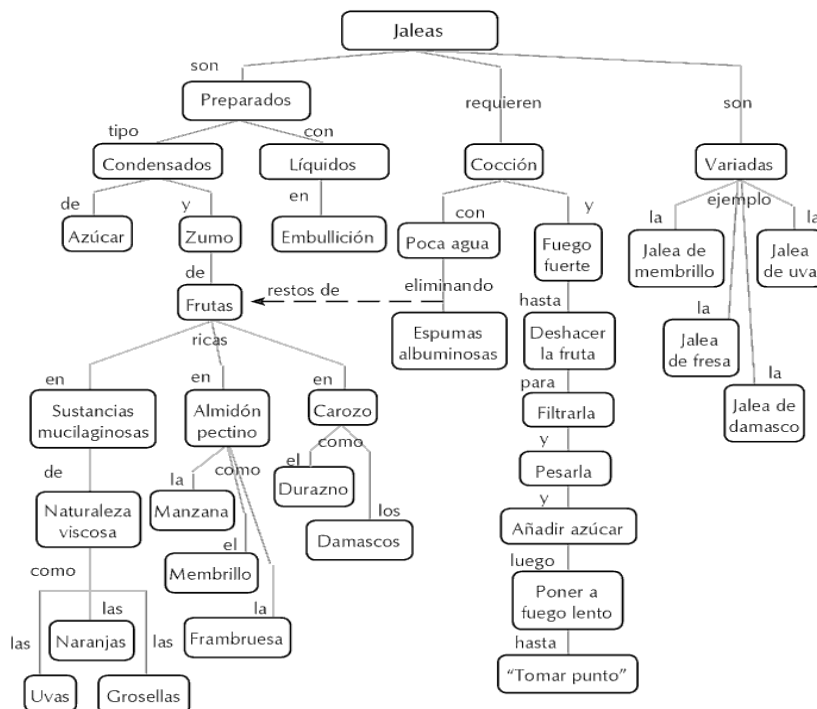 Jaleas
son
Preparados
requieren
son
tipo
con
Condensados
Líquidos
Cocción
Variadas
de
y
en
con
y
ejemplo
la
la
Azúcar
Zumo
Embullición
Poca agua
Fuego
fuerte
Jalea de
membrillo
Jalea
de uva
de
restos de
eliminando
Frutas
hasta
Espumas
albuminosas
Deshacer
la fruta
la
Jalea
de fresa
ricas
en
en
en
para
la
Sustancias
mucilaginosas
Almidón
pectino
Carozo
Filtrarla
Jalea de
damasco
como
como
el
y
de
la
Durazno
Pesarla
Naturaleza
viscosa
Manzana
los
y
el
Damascos
Añadir azúcar
como
Membrillo
luego
Poner a
fuego lento
las
la
las
las
Naranjas
Frambruesa
hasta
Uvas
Grosellas
“Tomar punto”